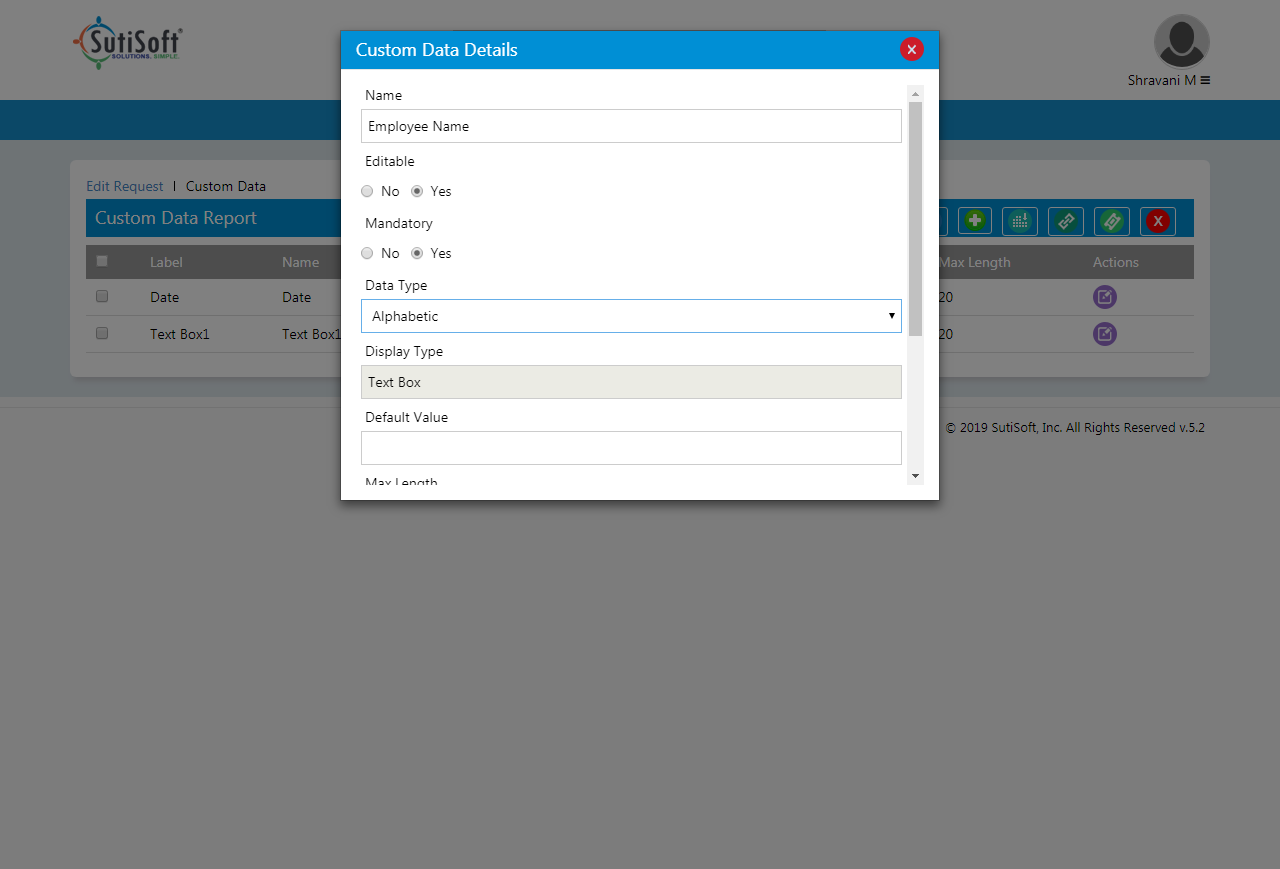 SutiSoft®
SOLUTIONS. SIMPLE.
Shravani M
Custom Data Details
X
Name
Employee Name
Editable
No Yes
Mandatory
No Yes
Data Type
Alphabetic
Display Type
Text Box
Default Value
Max Length
Edit Request | Custom Data
Custom Data Report
X
Label Name Max Length Actions
Date Date 20
Text Box1 Text Box1 20
© 2019 SutiSoft, Inc. All Rights Reserved v.5.2